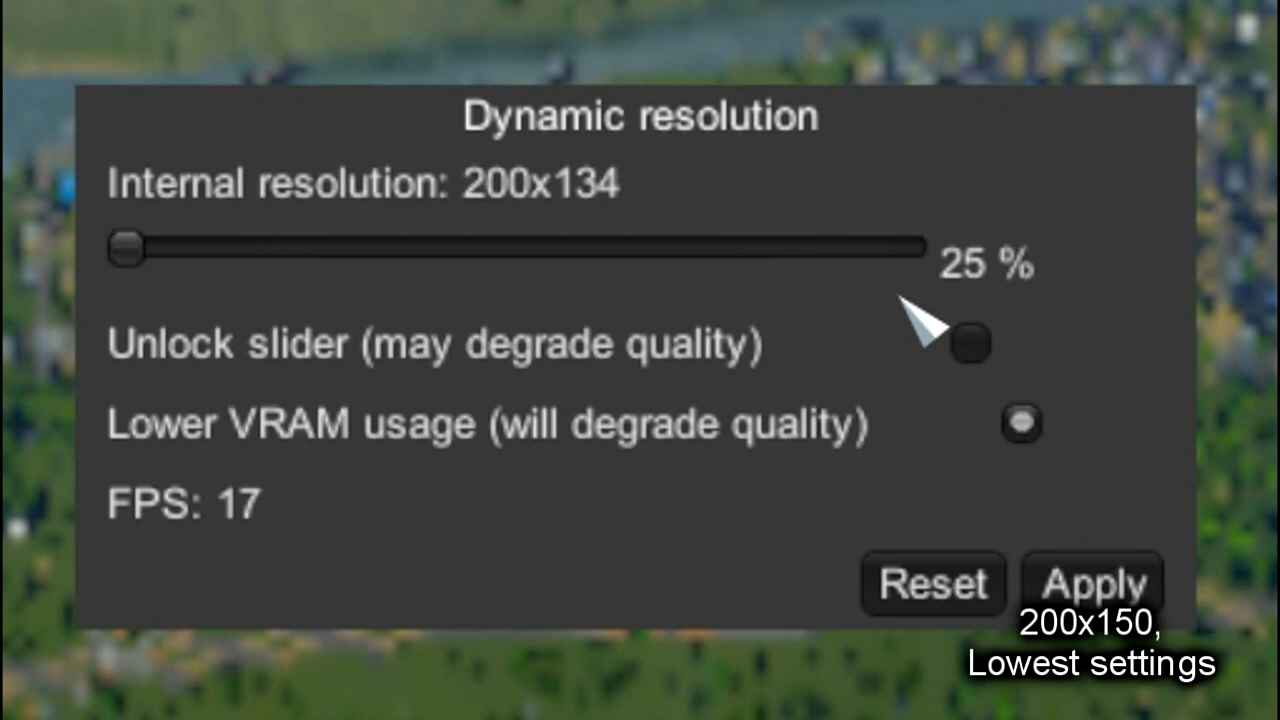 Dynamic resolution
Internal resolution: 200x134
25 %
Unlock slider (may degrade quality)
Lower VRAM usage (will degrade quality)
FPS: 17
Reset Apply
200x150,
Lowest settings